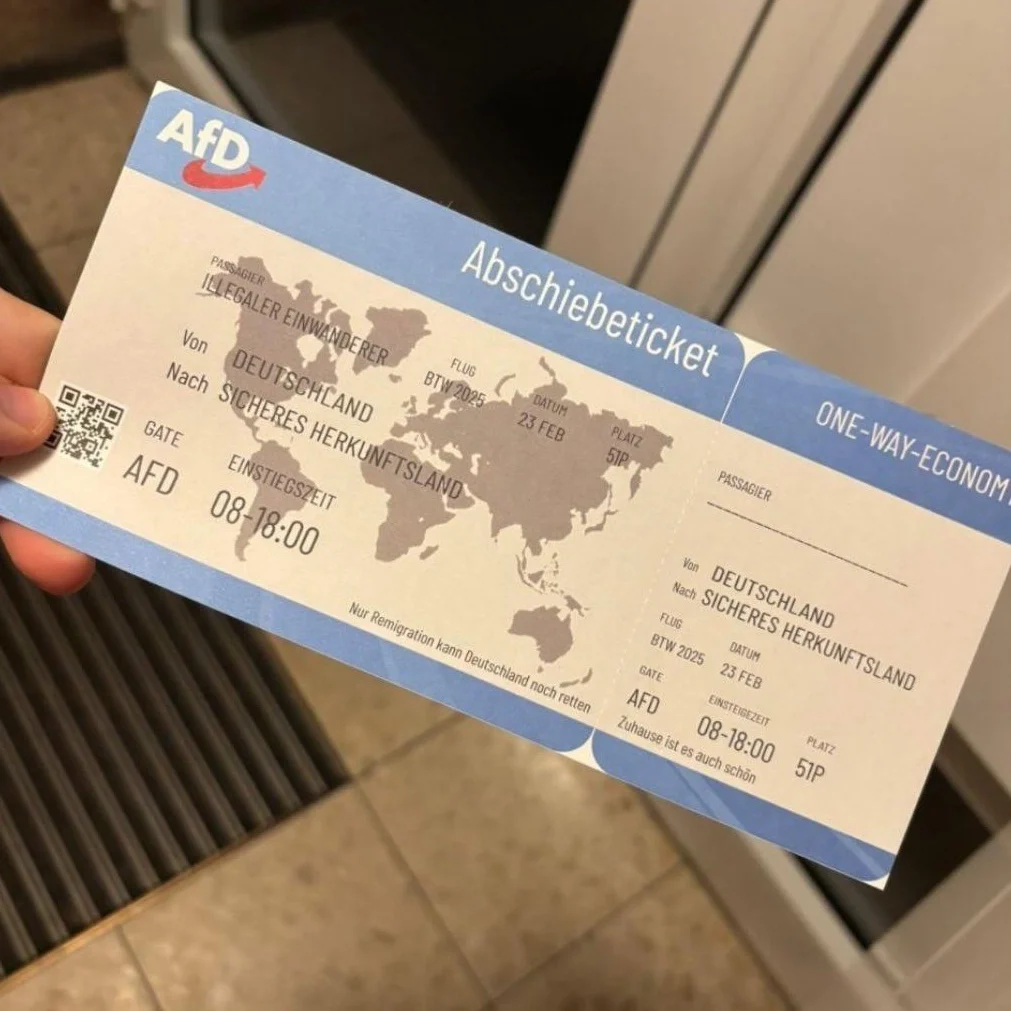 AfD
Abschiebeticket
PASSAGIER
ILLEGALER EINWANDERER
Von DEUTSCHLAND
Nach SICHERES HERKUNFTSLAND
FLUG
BTW 2025
DATUM
23 FEB
PLATZ
51P
GATE
AFD
EINSTIEGSZEIT
08-18:00
Nur Remigration kann Deutschland noch retten
ONE-WAY-ECONOMY
PASSAGIER
Von DEUTSCHLAND
Nach SICHERES HERKUNFTSLAND
FLUG
BTW 2025
DATUM
23 FEB
GATE
AFD
EINSTEIGEZEIT
08-18:00
PLATZ
51P
Zuhause ist es auch schön